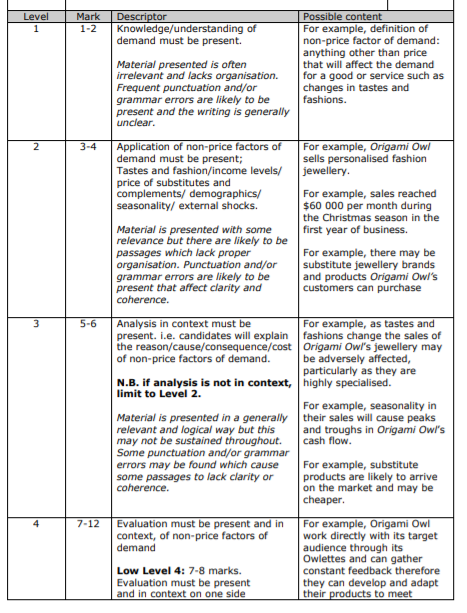 Level Mark Descriptor Possible content
1 1-2 Knowledge/understanding of
demand must be present.
Material presented is often
irrelevant and lacks organisation.
Frequent punctuation and/or
grammar errors are likely to be
present and the writing is generally
unclear.
For example, definition of
non-price factor of demand:
anything other than price
that will affect the demand
for a good or service such as
changes in tastes and
fashions.
2 3-4 Application of non-price factors of
demand must be present;
Tastes and fashion/income levels/
price of substitutes and
complements/ demographics/
seasonality/ external shocks.
Material is presented with some
relevance but there are likely to be
passages which lack proper
organisation. Punctuation and/or
grammar errors are likely to be
present that affect clarity and
coherence.
For example, Origami Owl
sells personalised fashion
jewellery.
For example, sales reached
$60 000 per month during
the Christmas season in the
first year of business.
For example, there may be
substitute jewellery brands
and products Origami Owl's
customers can purchase
3 5-6 Analysis in context must be
present. i.e. candidates will explain
the reason/cause/consequence/cost
of non-price factors of demand.
N.B. if analysis is not in context,
limit to Level 2.
Material is presented in a generally
relevant and logical way but this
may not be sustained throughout.
Some punctuation and/or grammar
errors may be found which cause
some passages to lack clarity or
coherence.
For example, as tastes and
fashions change the sales of
Origami Owl's jewellery may
be adversely affected,
particularly as they are
highly specialised.
For example, seasonality in
their sales will cause peaks
and troughs in Origami Owl's
cash flow.
For example, substitute
products are likely to arrive
on the market and may be
cheaper.
4 7-12 Evaluation must be present and in
context, of non-price factors of
demand
Low Level 4: 7-8 marks.
Evaluation must be present
and in context on one side
For example, Origami Owl
work directly with its target
audience through its
Owlettes and can gather
constant feedback therefore
they can develop and adapt
their products to meet